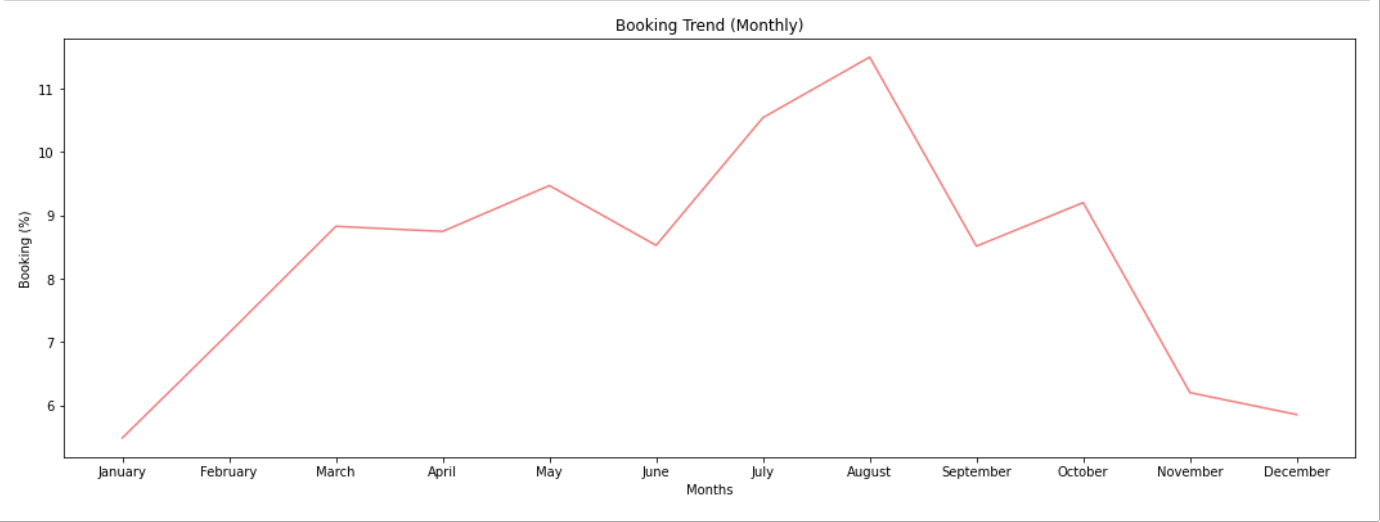 Booking Trend (Monthly)
11
10
9
8
7
6
Booking (%)
January February March April May June July August September October November December
Months